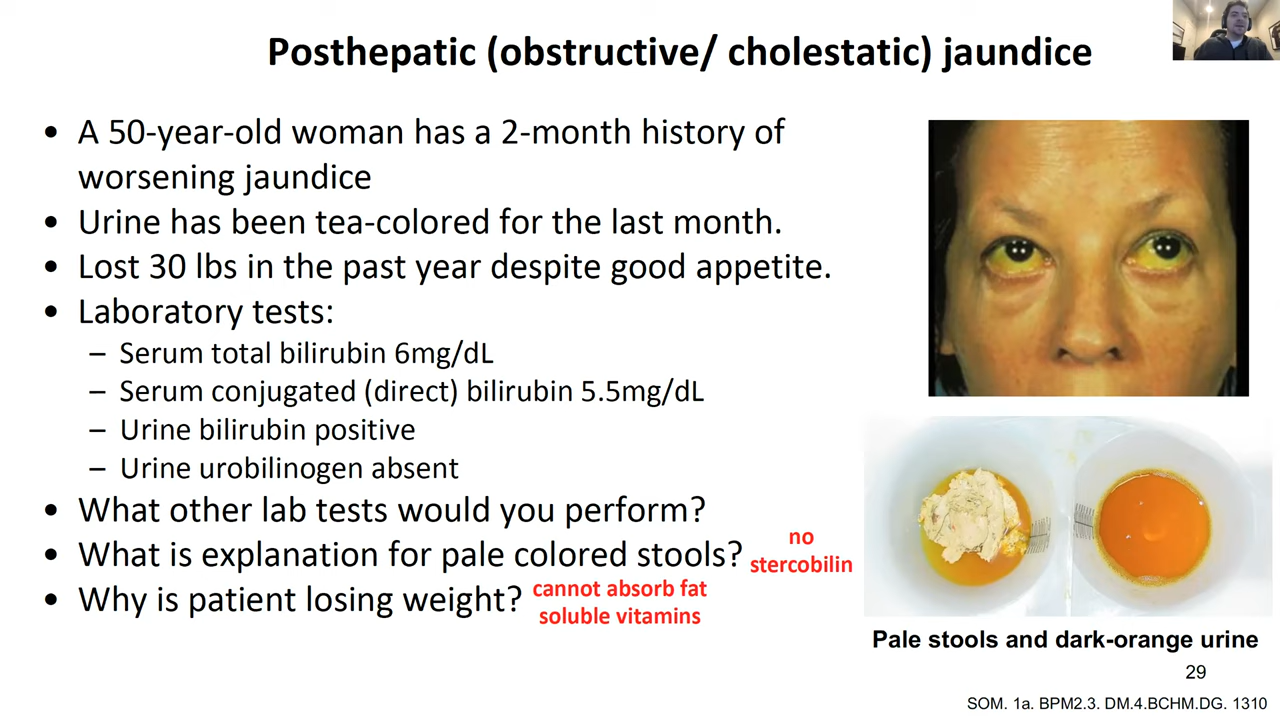 Posthepatic (obstructive/ cholestatic) jaundice
• A 50-year-old woman has a 2-month history of
worsening jaundice
• Urine has been tea-colored for the last month.
• Lost 30 lbs in the past year despite good appetite.
• Laboratory tests:
– Serum total bilirubin 6mg/dL
– Serum conjugated (direct) bilirubin 5.5mg/dL
– Urine bilirubin positive
– Urine urobilinogen absent
• What other lab tests would you perform?
• What is explanation for pale colored stools?
no
stercobilin
• Why is patient losing weight?
cannot absorb fat
soluble vitamins
Pale stools and dark-orange urine
29
SOM. 1a. BPM2.3. DM.4.BCHM.DG. 1310